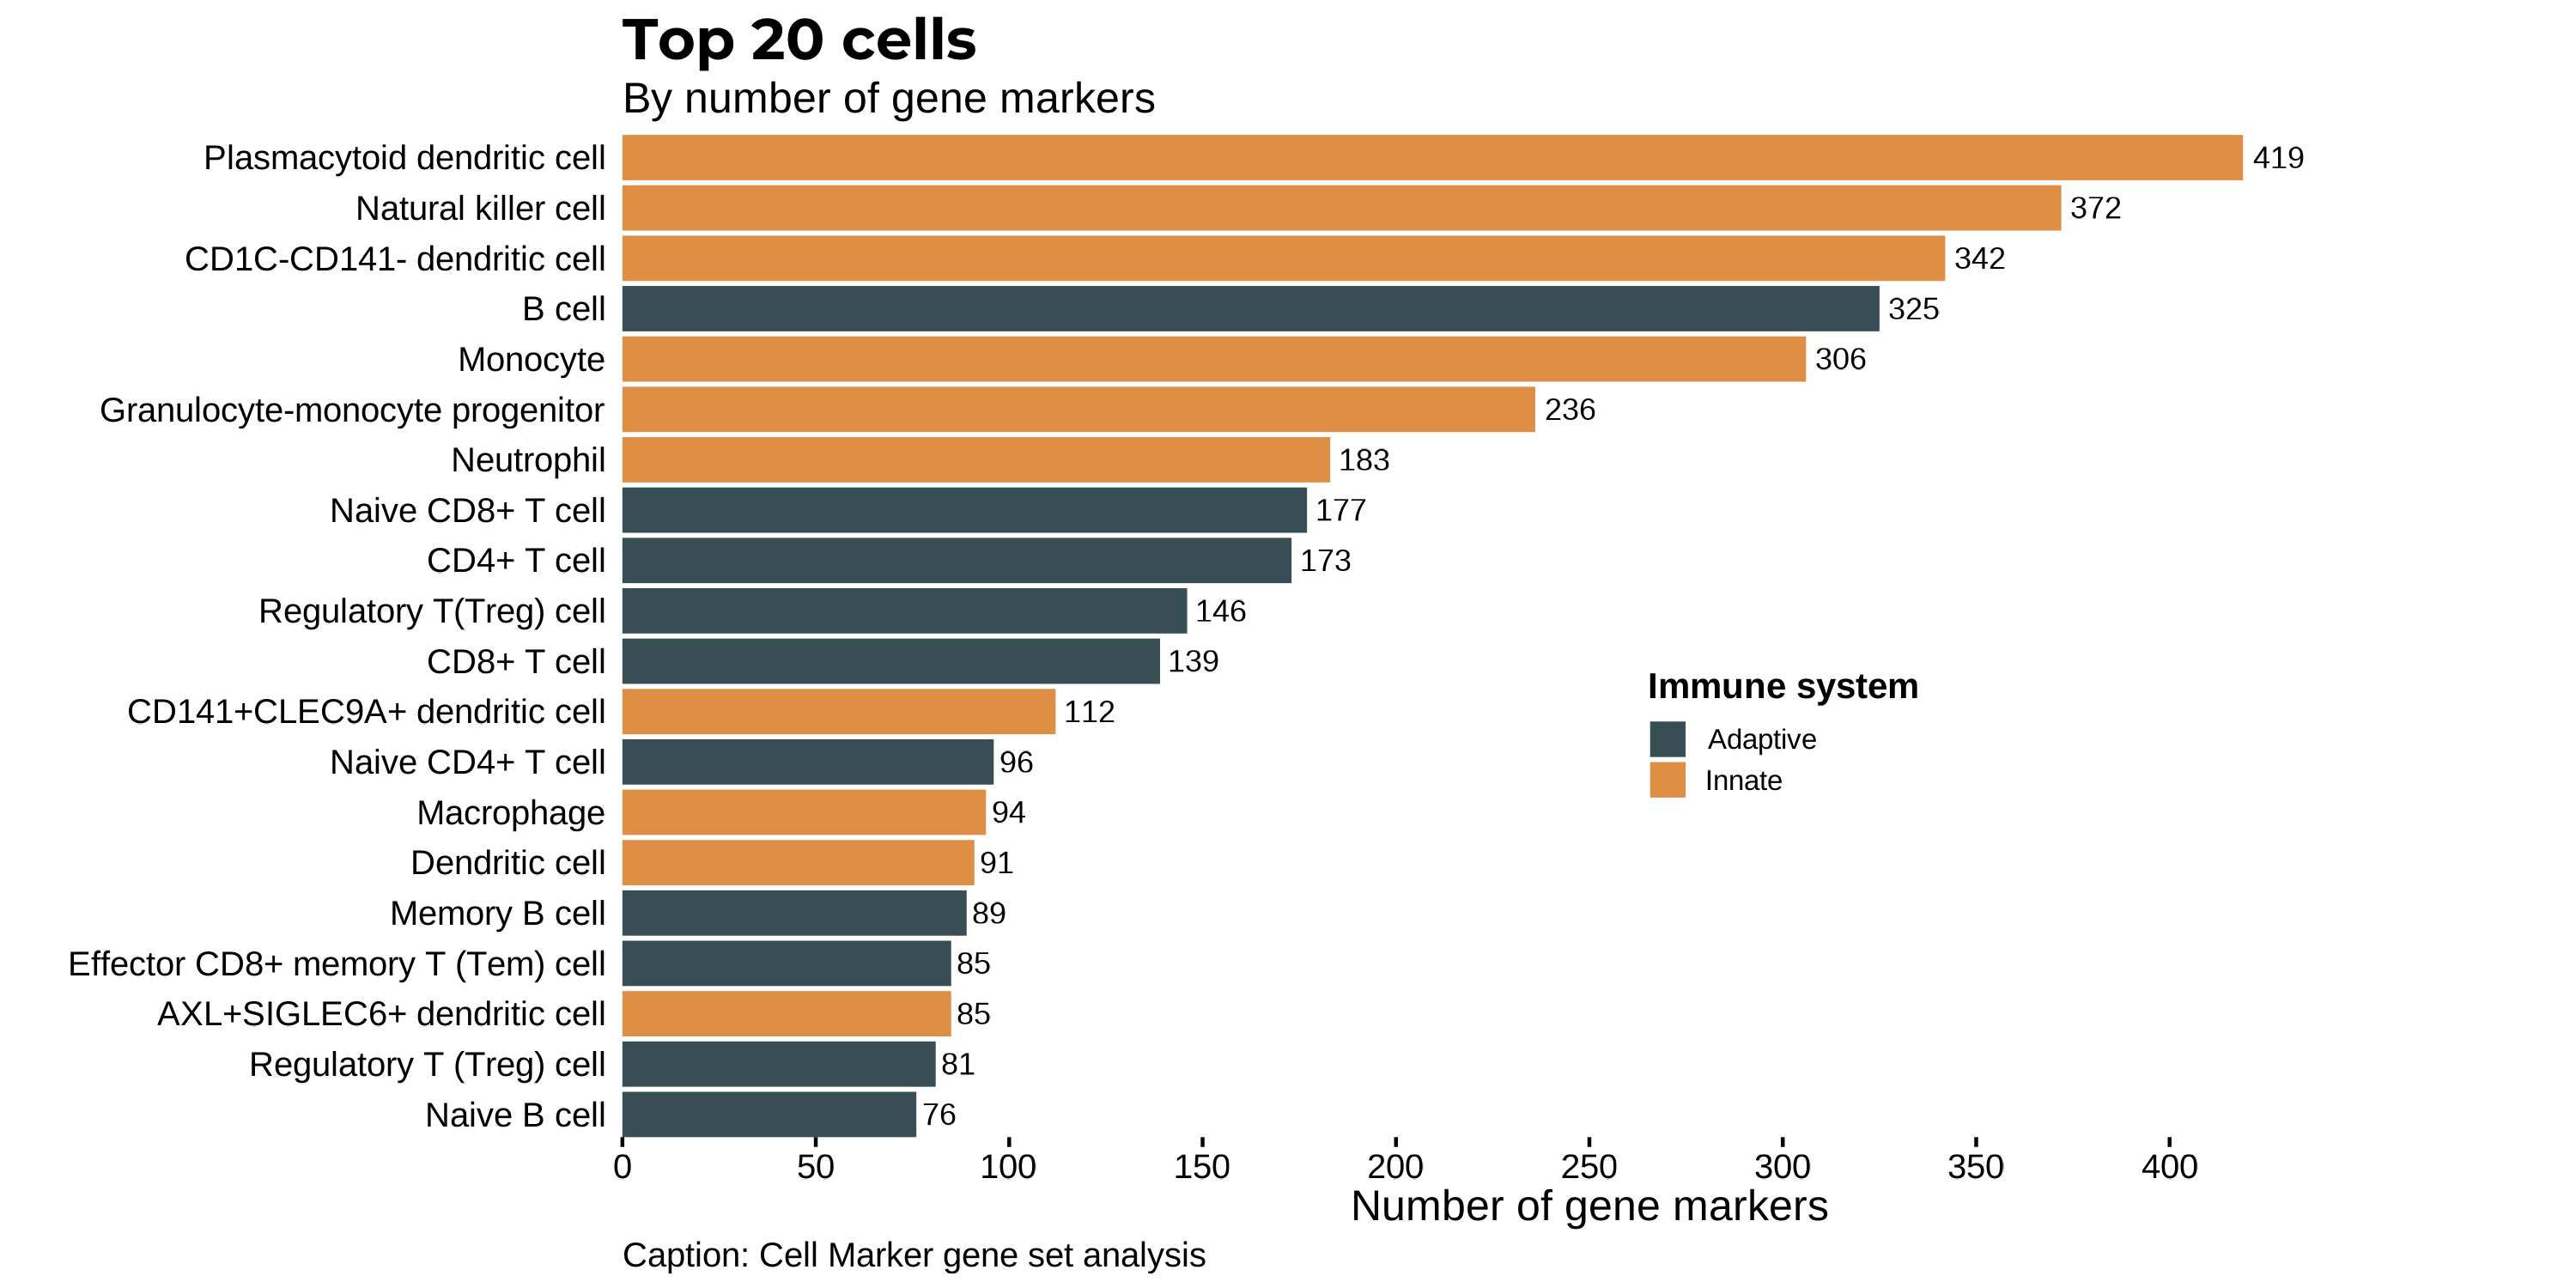 Top 20 cells
By number of gene markers
Plasmacytoid dendritic cell 419
Natural killer cell 372
CD1C-CD141- dendritic cell 342
B cell 325
Monocyte 306
Granulocyte-monocyte progenitor 236
Neutrophil 183
Naive CD8+ T cell 177
CD4+ T cell 173
Regulatory T(Treg) cell 146
CD8+ T cell 139
CD141+CLEC9A+ dendritic cell 112
Naive CD4+ T cell 96
Macrophage 94
Dendritic cell 91
Memory B cell 89
Effector CD8+ memory T (Tem) cell 85
AXL+SIGLEC6+ dendritic cell 85
Regulatory T (Treg) cell 81
Naive B cell 76
Immune system
Adaptive
Innate
0 50 100 150 200 250 300 350 400
Number of gene markers
Caption: Cell Marker gene set analysis